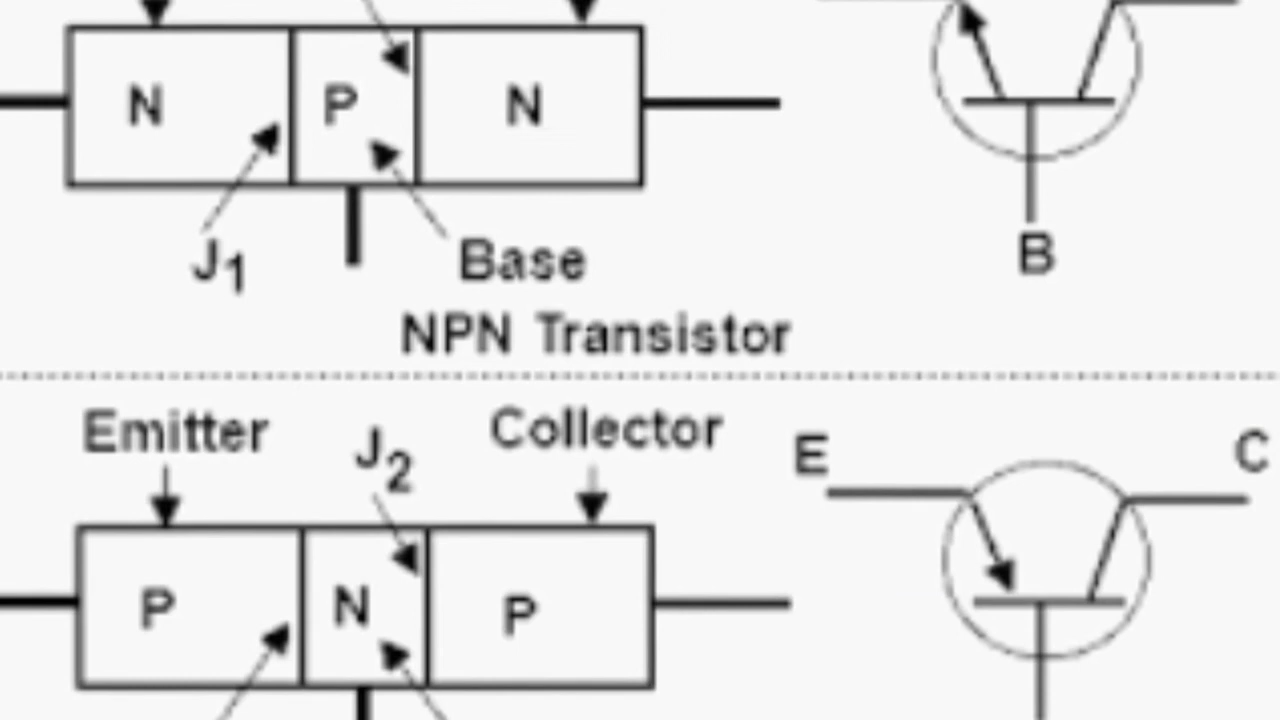 N P N
J1 Base B
NPN Transistor
Emitter J2 Collector E C
P N P